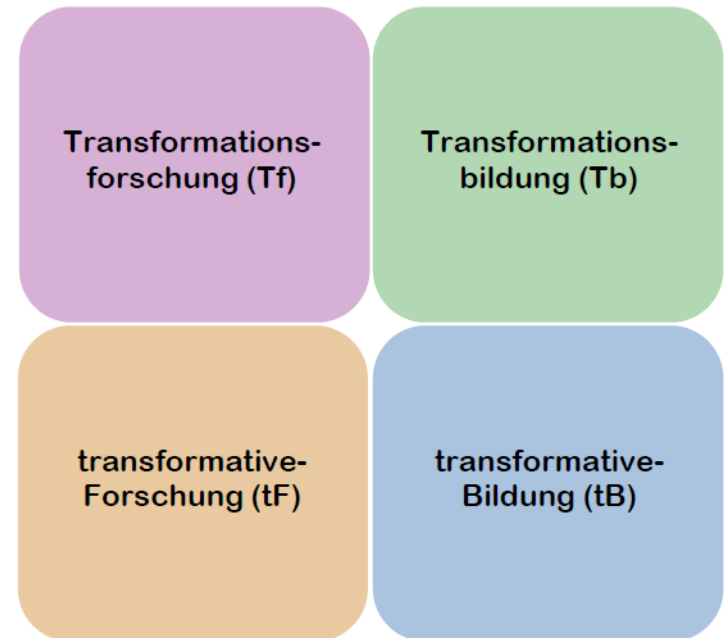 Transformations-
forschung (Tf)
Transformations-
bildung (Tb)
transformative-
Forschung (tF)
transformative-
Bildung (tB)